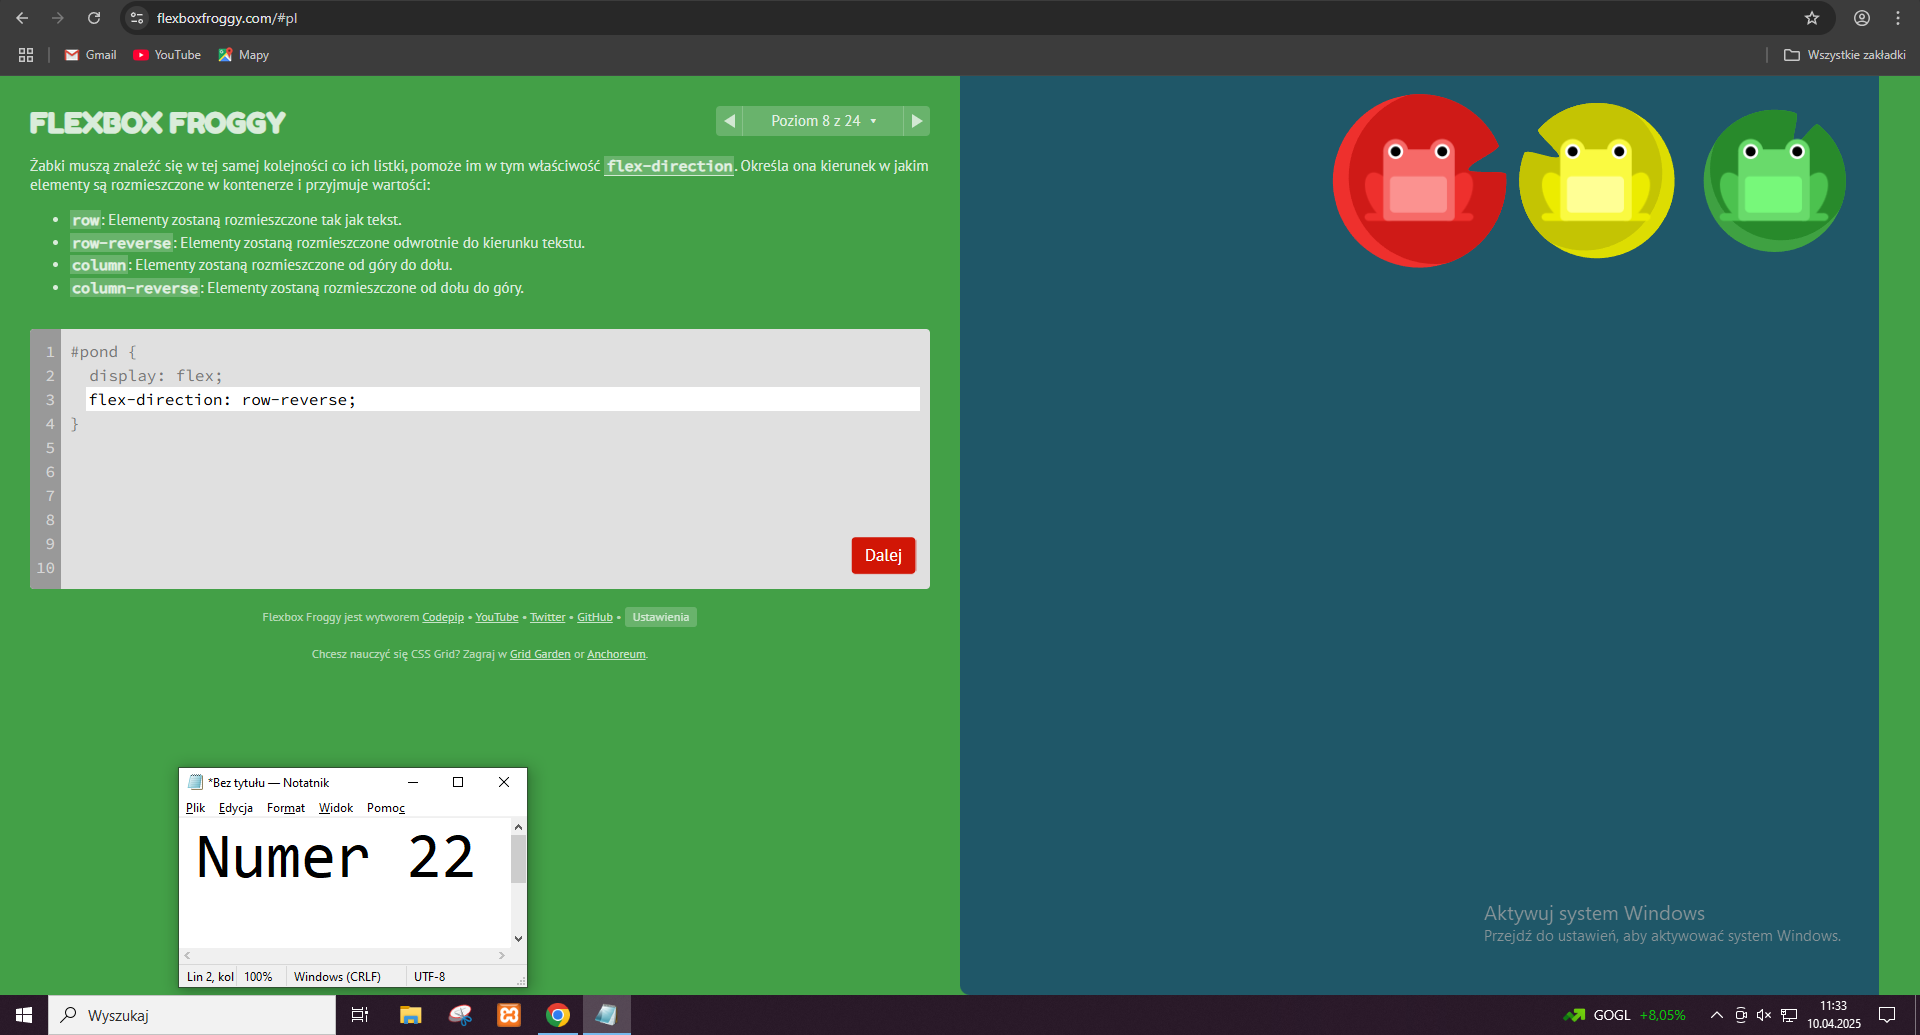 flexboxfroggy.com/#pl
Gmail
YouTube
Mapy
Wszystkie zakładki
FLEXBOX FROGGY
Poziom 8 z 24
Żabki muszą znaleźć się w tej samej kolejności co ich listki, pomoże im w tym właściwość flex-direction. Określa ona kierunek w jakim
elementy są rozmieszczone w kontenerze i przyjmuje wartości:
• row: Elementy zostaną rozmieszczone tak jak tekst.
• row-reverse: Elementy zostaną rozmieszczone odwrotnie do kierunku tekstu.
• column: Elementy zostaną rozmieszczone od góry do dołu.
• column-reverse: Elementy zostaną rozmieszczone od dołu do góry.
1 #pond {
2 display: flex;
3 flex-direction: row-reverse;
4 }
5
6
7
8
9
10
Dalej
Flexbox Froggy jest wytworem Codepip • YouTube • Twitter • GitHub • Ustawienia
Chcesz nauczyć się CSS Grid? Zagraj w Grid Garden or Anchoreum.
*Bez tytułu — Notatnik
Plik Edycja Format Widok Pomoc
Numer 22
Lin 2, kol 100% Windows (CRLF) UTF-8
Aktywuj system Windows
Przejdź do ustawień, aby aktywować system Windows.
Wyszukaj
GOGL +8,05%
11:33
10.04.2025